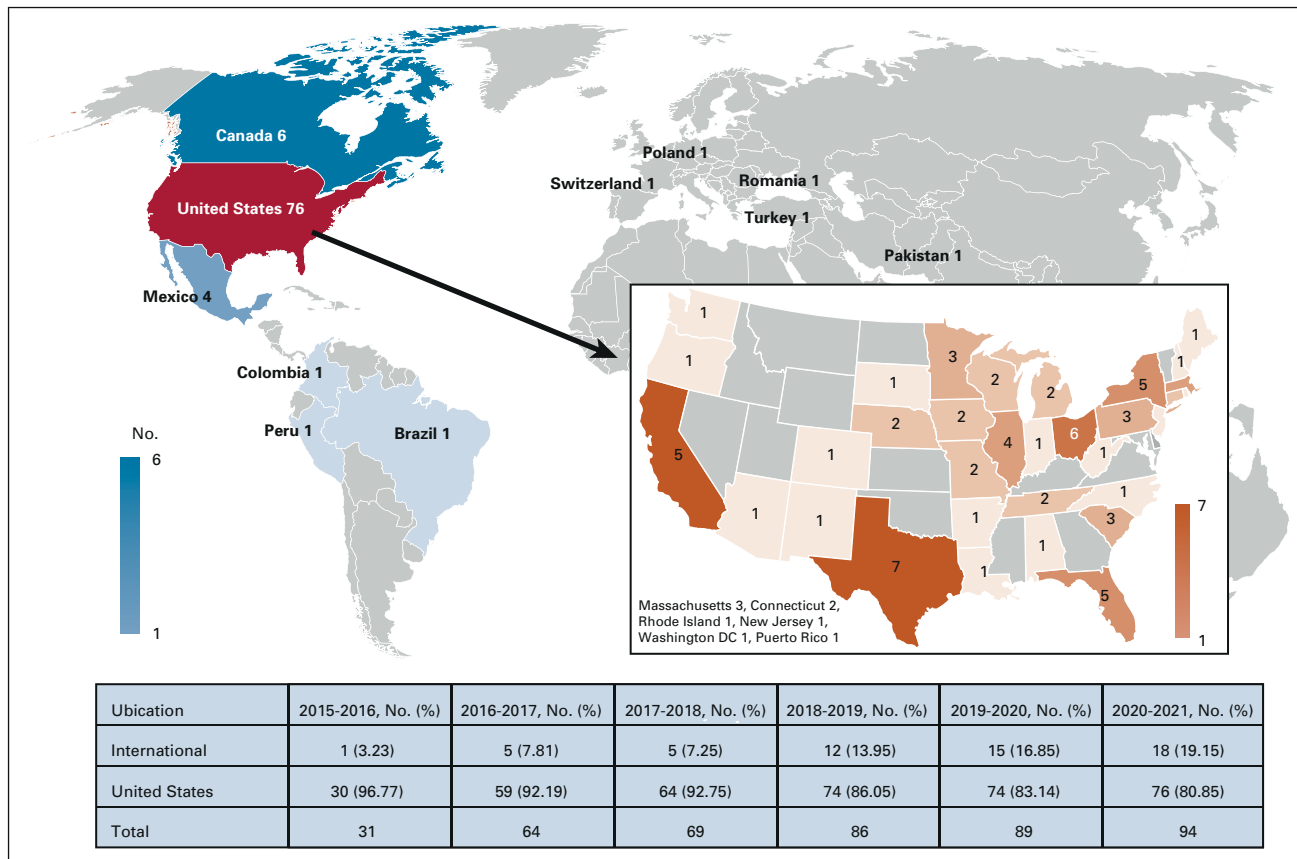 Canada 6
United States 76
Mexico 4
Colombia 1
Peru 1
Brazil 1
Poland 1
Switzerland 1
Romania 1
Turkey 1
Pakistan 1
No.
6
1
1
1
5
1
1
1
1
2
7
3
2
2
1
1
2
4
2
1
6
2
1
5
3
1
1
3
5
1
1
1
Massachusetts 3, Connecticut 2,
Rhode Island 1, New Jersey 1,
Washington DC 1, Puerto Rico 1
7
1
Ubication 2015-2016, No. (%) 2016-2017, No. (%) 2017-2018, No. (%) 2018-2019, No. (%) 2019-2020, No. (%) 2020-2021, No. (%)
International 1 (3.23) 5 (7.81) 5 (7.25) 12 (13.95) 15 (16.85) 18 (19.15)
United States 30 (96.77) 59 (92.19) 64 (92.75) 74 (86.05) 74 (83.14) 76 (80.85)
Total 31 64 69 86 89 94